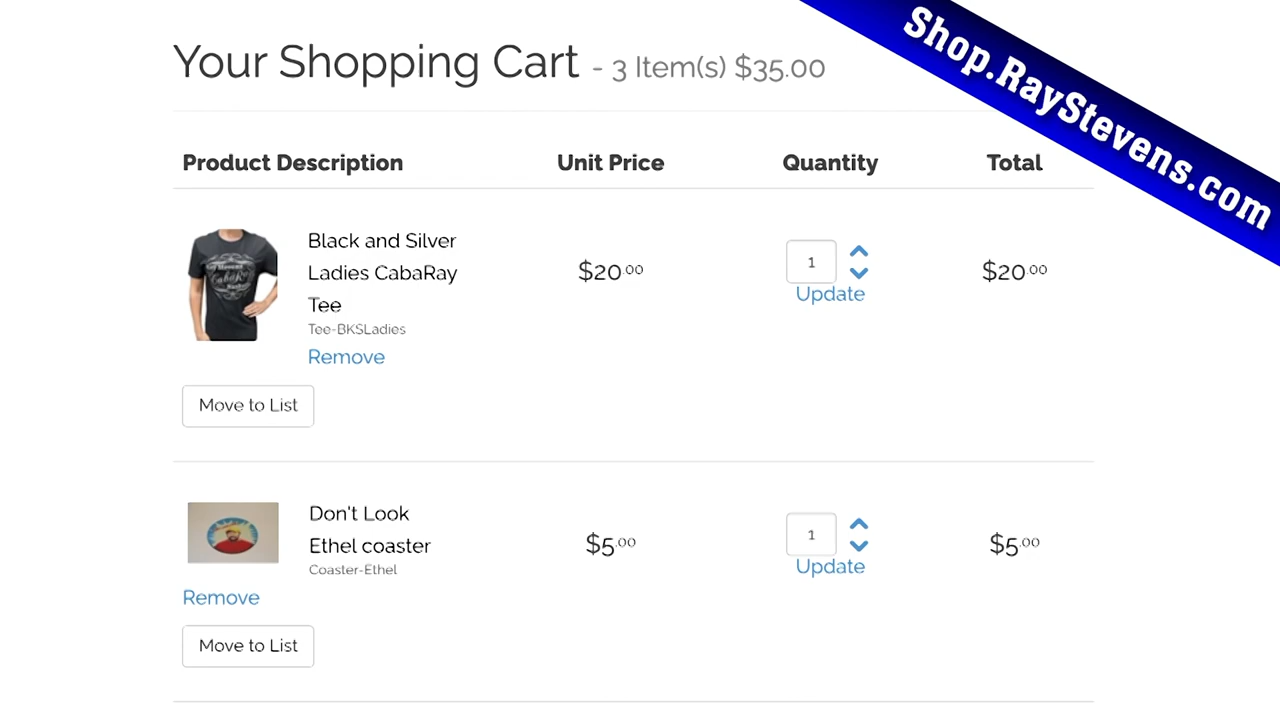 Shop.RayStevens.com
Your Shopping Cart - 3 Item(s) $35.00
Product Description Unit Price Quantity Total
Black and Silver
Ladies CabaRay
Tee
Tee-BKSLadies
Remove
$20.00
1
Update
$20.00
Move to List
Don't Look
Ethel coaster
Coaster-Ethel
$5.00
1
Update
$5.00
Remove
Move to List